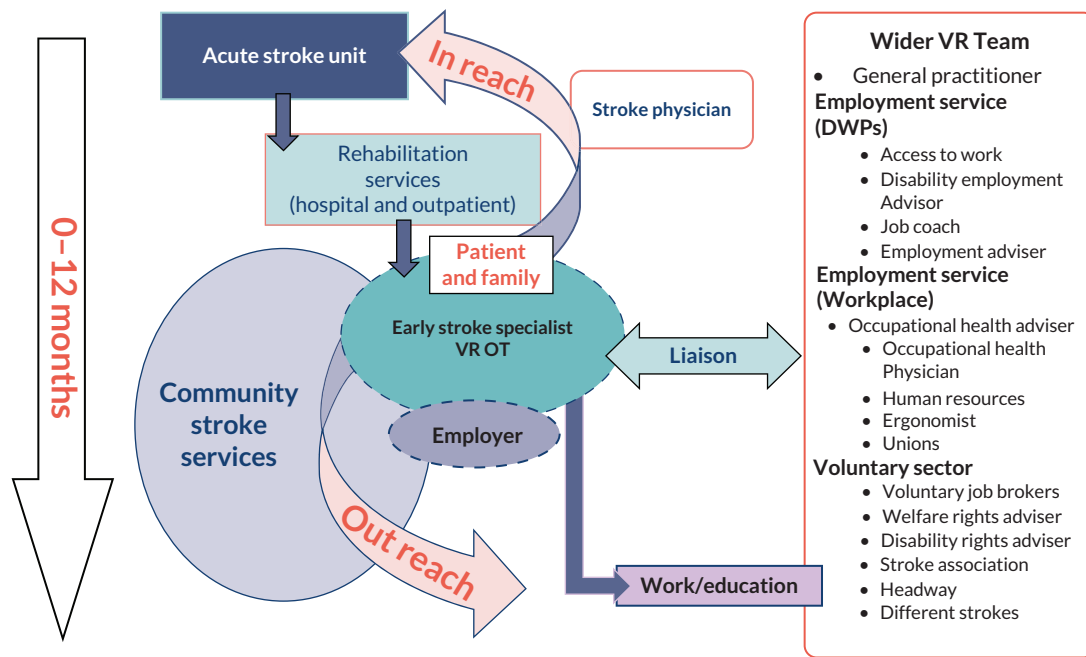 Acute stroke unit
In reach
Stroke physician
Rehabilitation
services
(hospital and outpatient)
0–12 months
Patient
and family
Early stroke specialist
VR OT
Liaison
Community
stroke
services
Employer
Out reach
Work/education
Wider VR Team
• General practitioner
Employment service
(DWPs)
• Access to work
• Disability employment
Advisor
• Job coach
• Employment adviser
Employment service
(Workplace)
• Occupational health adviser
• Occupational health
Physician
• Human resources
• Ergonomist
• Unions
Voluntary sector
• Voluntary job brokers
• Welfare rights adviser
• Disability rights adviser
• Stroke association
• Headway
• Different strokes